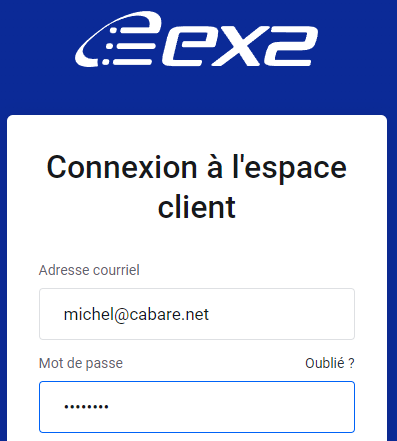 ex2
Connexion à l'espace
client
Adresse courriel
michel@cabare.net
Mot de passe Oublié ?
••••••••